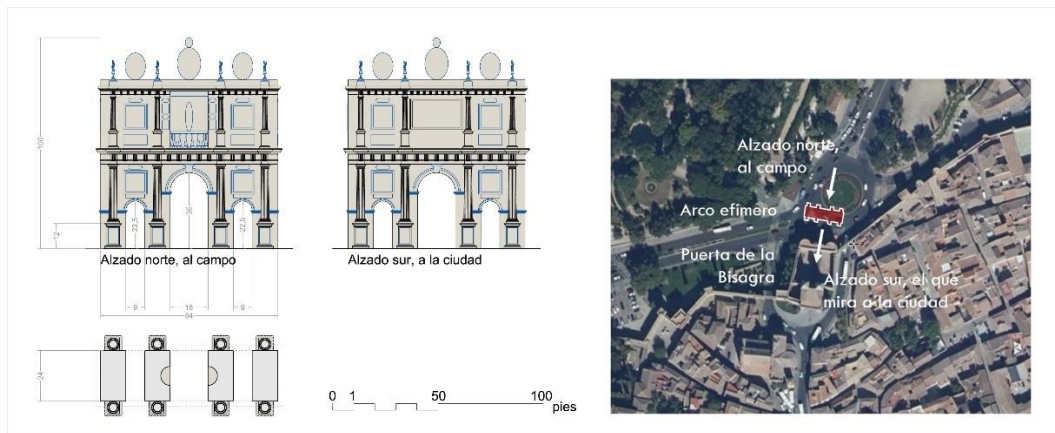 100
12
22,5
36
22,5
Alzado norte, al campo
Alzado sur, a la ciudad
9
18
9
84
24
0 1 50 100
pies
Alzado norte,
al campo
Arco efímero
Puerta de la
Bisagra
Alzado sur, el que
mira a la ciudad